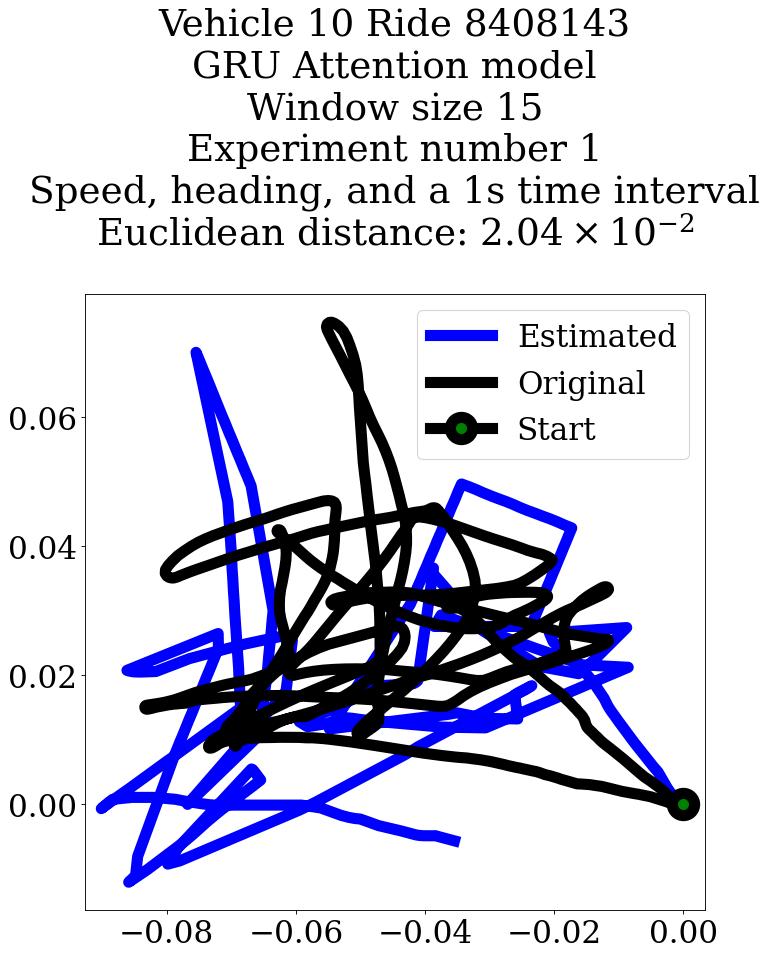 Vehicle 10 Ride 8408143
GRU Attention model
Window size 15
Experiment number 1
Speed, heading, and a 1s time interval
Euclidean distance: 2.04 × 10⁻²
Estimated
Original
Start
0.06
0.04
0.02
0.00
−0.08 −0.06 −0.04 −0.02 0.00